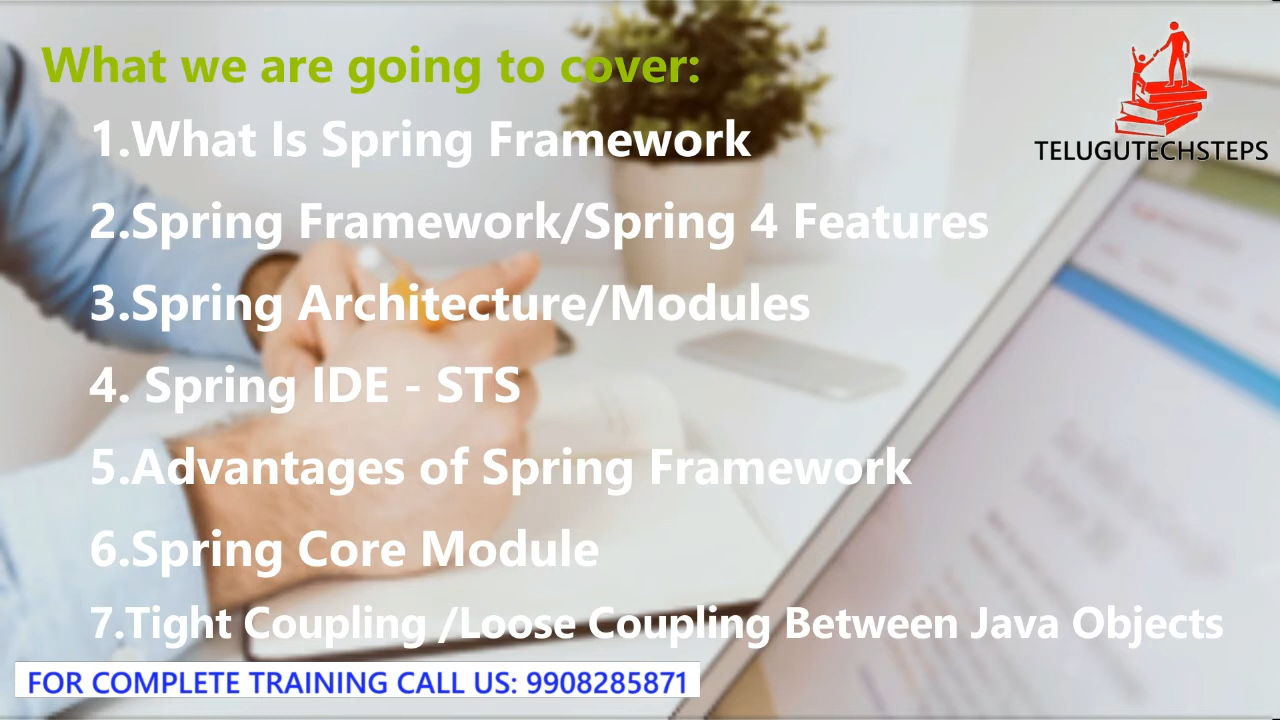 What we are going to cover:
1.What Is Spring Framework
TELUGUTECHSTEPS
2.Spring Framework/Spring 4 Features
3.Spring Architecture/Modules
4. Spring IDE - STS
5.Advantages of Spring Framework
6.Spring Core Module
7.Tight Coupling /Loose Coupling Between Java Objects
FOR COMPLETE TRAINING CALL US: 9908285871